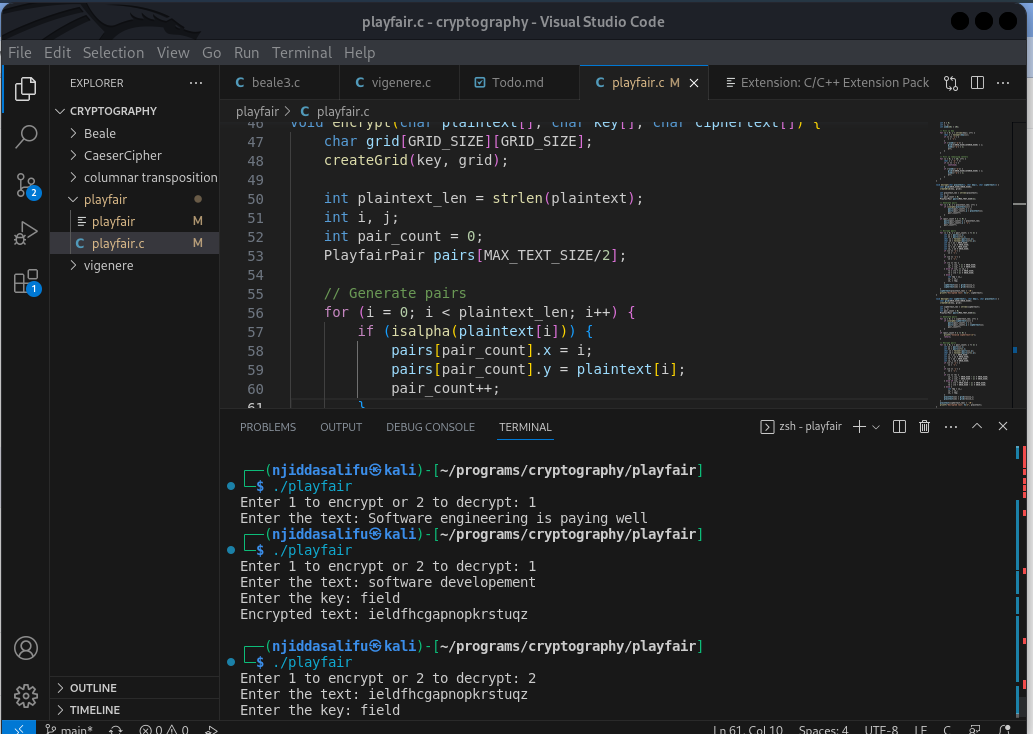 playfair.c - cryptography - Visual Studio Code
File Edit Selection View Go Run Terminal Help
EXPLORER
beale3.c
vigenere.c
Todo.md
playfair.c M
Extension: C/C++ Extension Pack
CRYPTOGRAPHY
Beale
CaeserCipher
columnar transposition
playfair
playfair M
playfair.c M
vigenere
2
1
OUTLINE
TIMELINE
playfair > C playfair.c
46 void encrypt(char plaintext[], char key[], char ciphertext[]) {
47 char grid[GRID_SIZE][GRID_SIZE];
48 createGrid(key, grid);
49
50 int plaintext_len = strlen(plaintext);
51 int i, j;
52 int pair_count = 0;
53 PlayfairPair pairs[MAX_TEXT_SIZE/2];
54
55 // Generate pairs
56 for (i = 0; i < plaintext_len; i++) {
57 if (isalpha(plaintext[i])) {
58 pairs[pair_count].x = i;
59 pairs[pair_count].y = plaintext[i];
60 pair_count++;
61 }
PROBLEMS OUTPUT DEBUG CONSOLE TERMINAL
zsh - playfair
┌──(njiddasalifu㉿kali)-[~/programs/cryptography/playfair]
└─$ ./playfair
Enter 1 to encrypt or 2 to decrypt: 1
Enter the text: Software engineering is paying well
┌──(njiddasalifu㉿kali)-[~/programs/cryptography/playfair]
└─$ ./playfair
Enter 1 to encrypt or 2 to decrypt: 1
Enter the text: software developement
Enter the key: field
Encrypted text: ieldfhcgapnopkrstuqz
┌──(njiddasalifu㉿kali)-[~/programs/cryptography/playfair]
└─$ ./playfair
Enter 1 to encrypt or 2 to decrypt: 2
Enter the text: ieldfhcgapnopkrstuqz
Enter the key: field
main* 0 0 Ln 61, Col 10 Spaces: 4 UTF-8 LF C